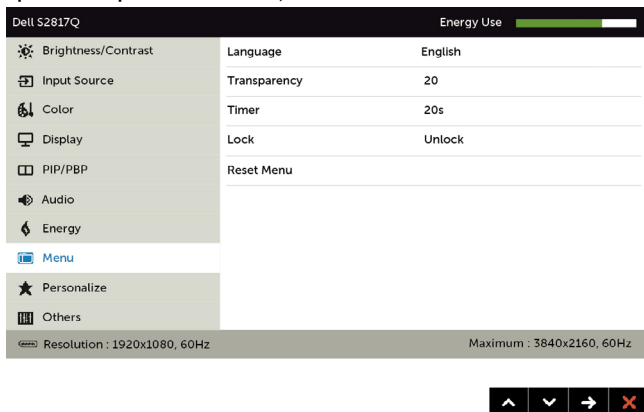 Dell S2817Q Energy Use
Brightness/Contrast
Input Source
Color
Display
PIP/PBP
Audio
Energy
Menu
Personalize
Others
Language English
Transparency 20
Timer 20s
Lock Unlock
Reset Menu
Resolution : 1920x1080, 60Hz Maximum : 3840x2160, 60Hz